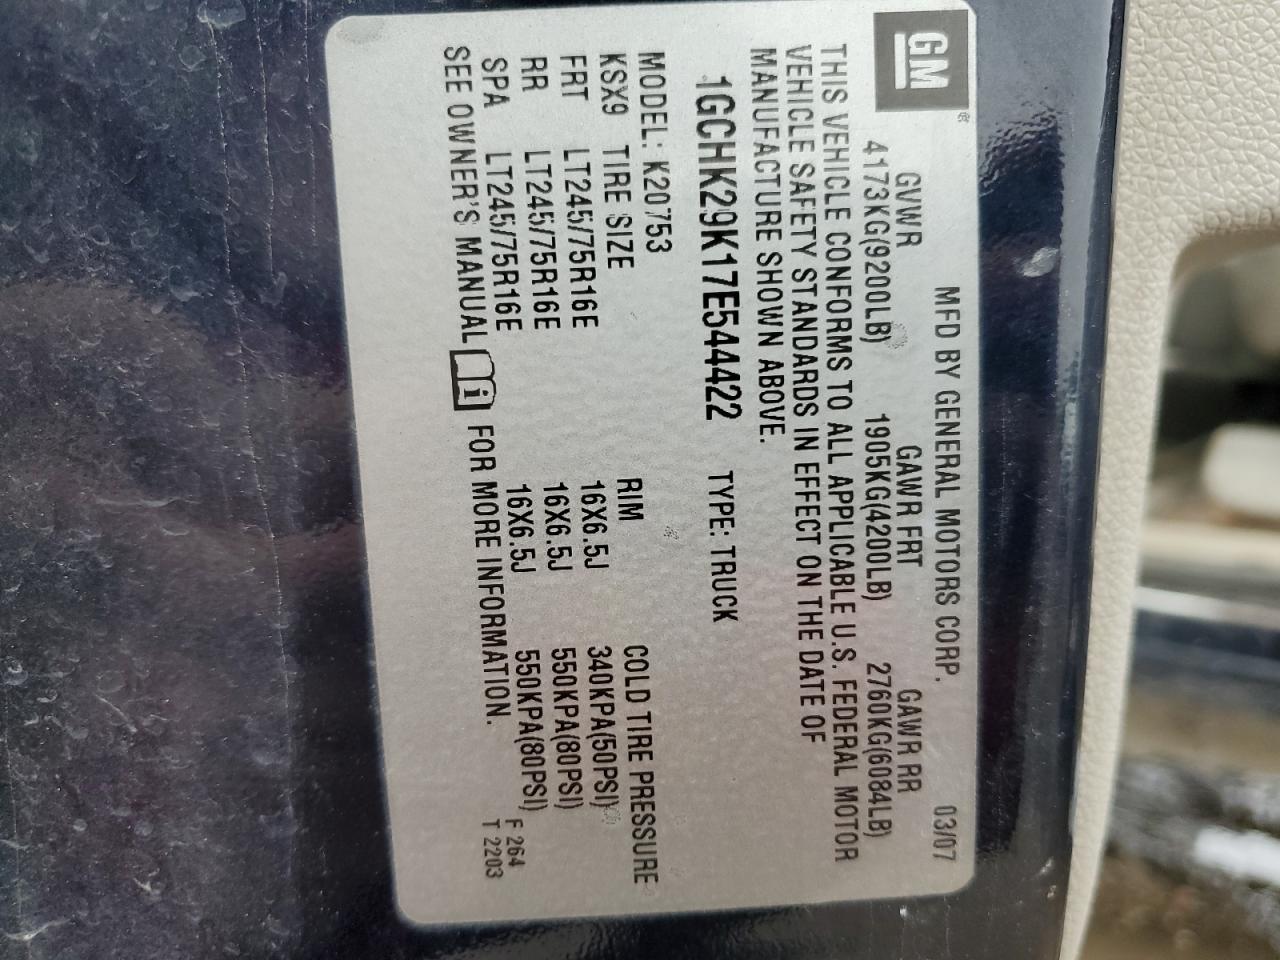 GM
MFD BY GENERAL MOTORS CORP. 03/07
GVWR GAWR FRT GAWR RR
4173KG(9200LB) 1905KG(4200LB) 2760KG(6084LB)
THIS VEHICLE CONFORMS TO ALL APPLICABLE U.S. FEDERAL MOTOR
VEHICLE SAFETY STANDARDS IN EFFECT ON THE DATE OF
MANUFACTURE SHOWN ABOVE.
1GCHK29K17E544422 TYPE: TRUCK
MODEL: K20753
KSX9 TIRE SIZE RIM COLD TIRE PRESSURE
FRT LT245/75R16E 16X6.5J 340KPA(50PSI)
RR LT245/75R16E 16X6.5J 550KPA(80PSI)
SPA LT245/75R16E 16X6.5J 550KPA(80PSI)
SEE OWNER'S MANUAL i FOR MORE INFORMATION.
F 264
T 2203